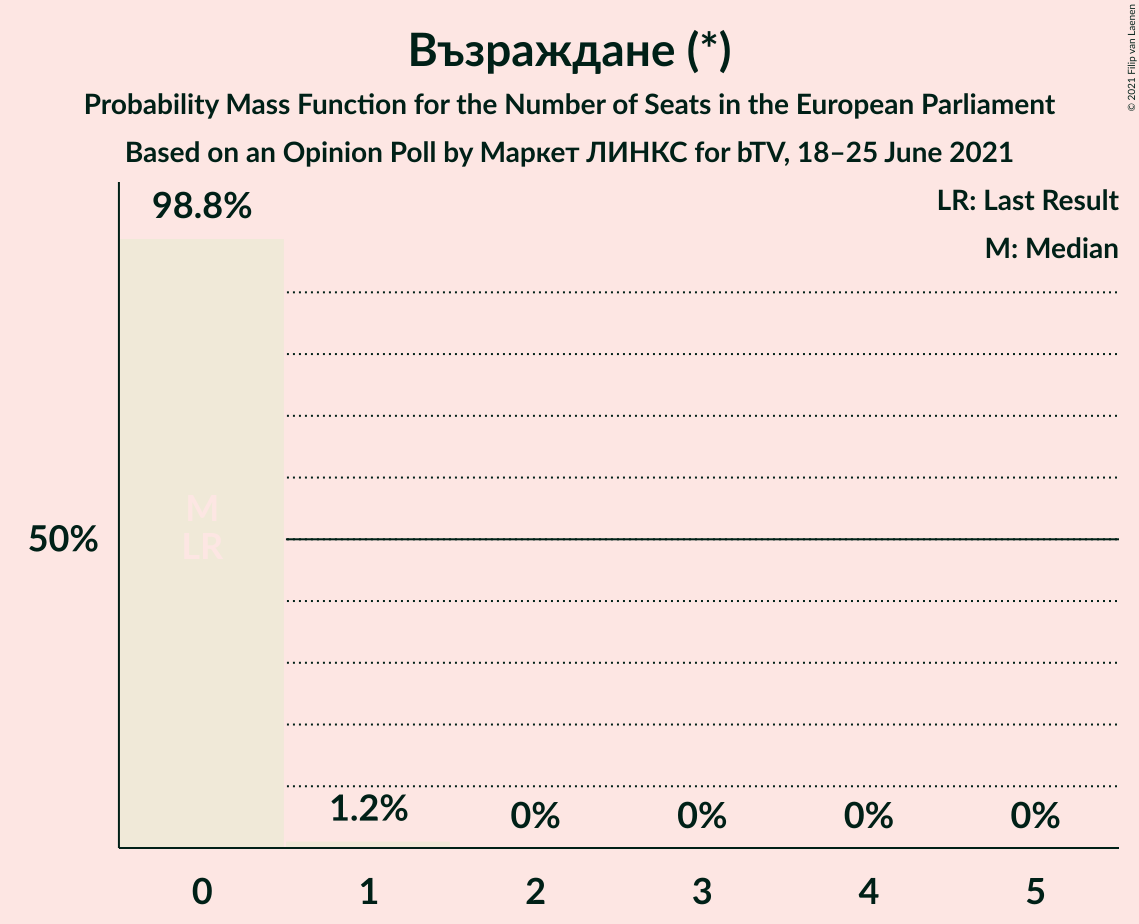 Възраждане (*)
Probability Mass Function for the Number of Seats in the European Parliament
Based on an Opinion Poll by Маркет ЛИНКС for bTV, 18–25 June 2021
© 2021 Filip van Laenen
LR: Last Result
M: Median
98.8%
M
LR
50%
1.2%
0%
0%
0%
0%
0
1
2
3
4
5